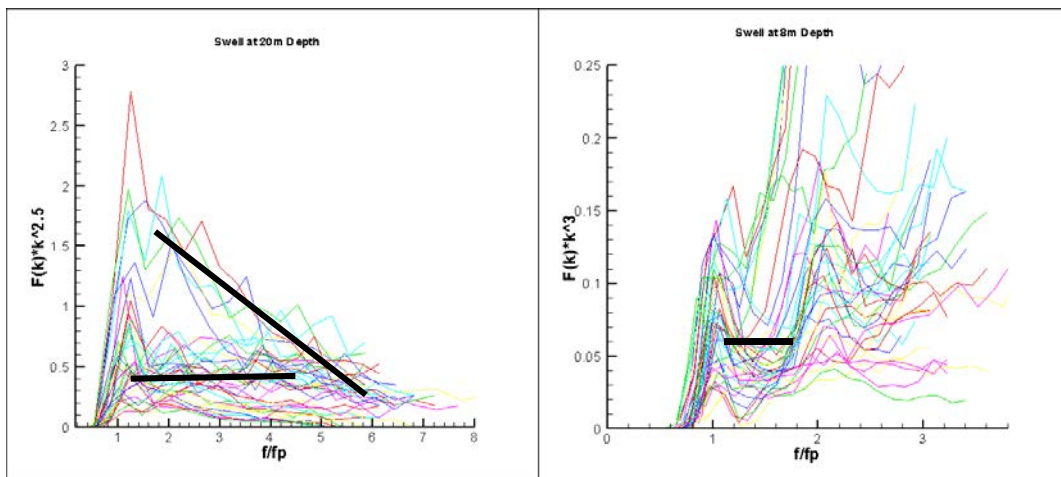 Swell at 20m Depth
3
2.5
2
1.5
1
0.5
0
F(k)*k^2.5
1 2 3 4 5 6 7 8
f/fp
Swell at 8m Depth
0.25
0.2
0.15
0.1
0.05
0
F(k)*k^3
0 1 2 3
f/fp